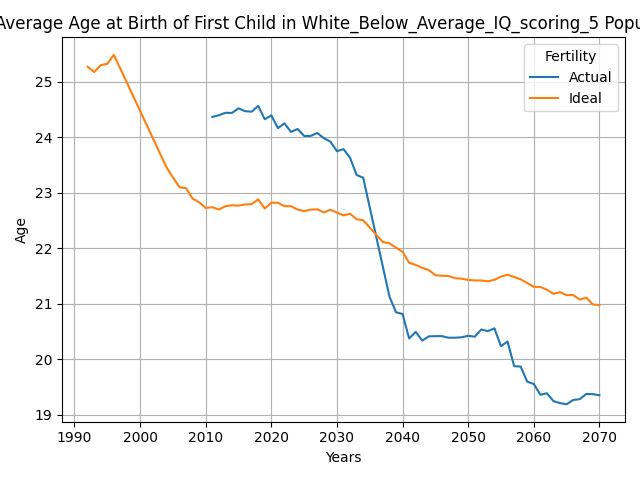 Average Age at Birth of First Child in White_Below_Average_IQ_scoring_5
Fertility
Actual
Ideal
Age
25
24
23
22
21
20
19
1990 2000 2010 2020 2030 2040 2050 2060 2070
Years